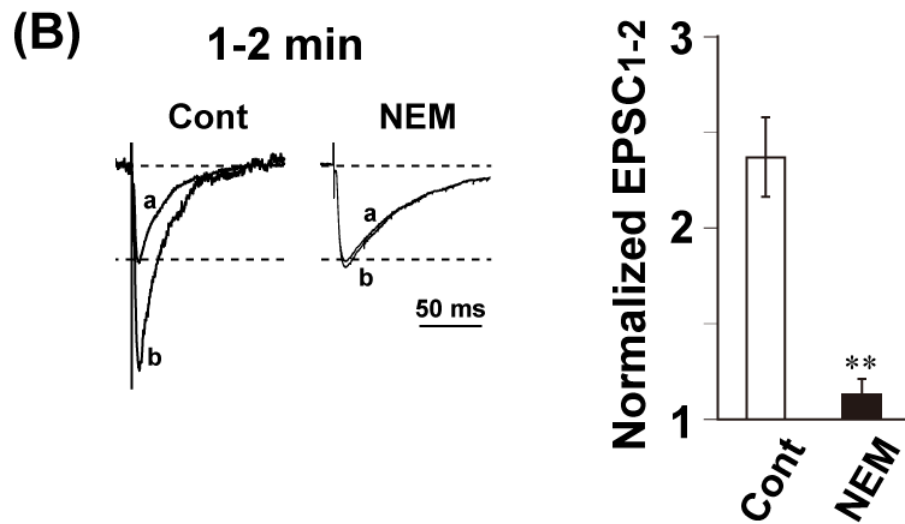 (B)
1-2 min
Cont
NEM
a
b
a
b
50 ms
Normalized EPSC1-2
3
2
1
**
Cont
NEM